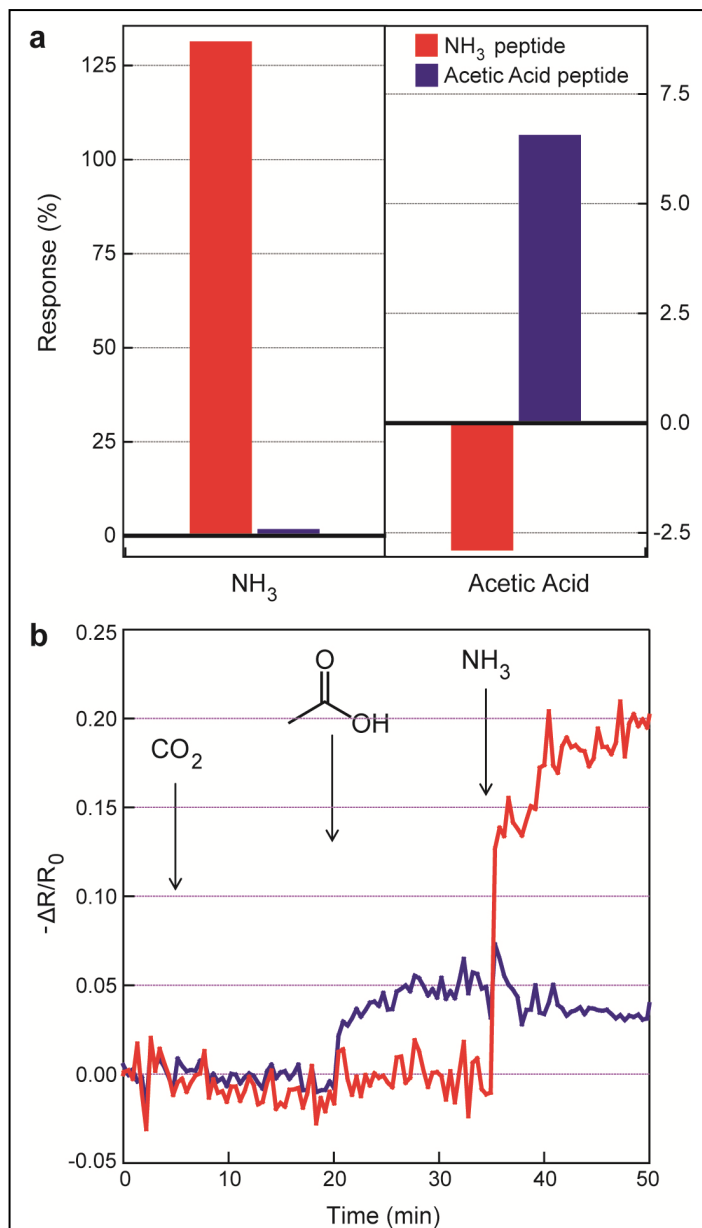 a
NH₃ peptide
Acetic Acid peptide
Response (%)
125
100
75
50
25
0
7.5
5.0
2.5
0.0
-2.5
NH₃
Acetic Acid
b
-ΔR/R₀
0.25
0.20
0.15
0.10
0.05
0.00
-0.05
CO₂
O
OH
NH₃
0 10 20 30 40 50
Time (min)